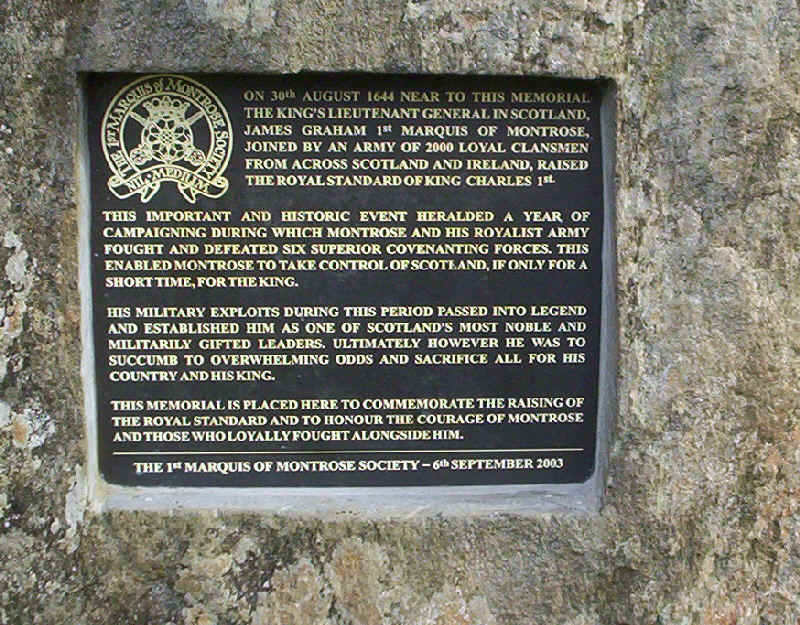 THE 1st MARQUIS OF MONTROSE SOCIETY
NIL MEDIUM
ON 30th AUGUST 1644 NEAR TO THIS MEMORIAL
THE KING'S LIEUTENANT GENERAL IN SCOTLAND,
JAMES GRAHAM 1st MARQUIS OF MONTROSE,
JOINED BY AN ARMY OF 2000 LOYAL CLANSMEN
FROM ACROSS SCOTLAND AND IRELAND, RAISED
THE ROYAL STANDARD OF KING CHARLES 1st.
THIS IMPORTANT AND HISTORIC EVENT HERALDED A YEAR OF
CAMPAIGNING DURING WHICH MONTROSE AND HIS ROYALIST ARMY
FOUGHT AND DEFEATED SIX SUPERIOR COVENANTING FORCES. THIS
ENABLED MONTROSE TO TAKE CONTROL OF SCOTLAND, IF ONLY FOR A
SHORT TIME, FOR THE KING.
HIS MILITARY EXPLOITS DURING THIS PERIOD PASSED INTO LEGEND
AND ESTABLISHED HIM AS ONE OF SCOTLAND'S MOST NOBLE AND
MILITARILY GIFTED LEADERS. ULTIMATELY HOWEVER HE WAS TO
SUCCUMB TO OVERWHELMING ODDS AND SACRIFICE ALL FOR HIS
COUNTRY AND HIS KING.
THIS MEMORIAL IS PLACED HERE TO COMMEMORATE THE RAISING OF
THE ROYAL STANDARD AND TO HONOUR THE COURAGE OF MONTROSE
AND THOSE WHO LOYALLY FOUGHT ALONGSIDE HIM.
THE 1st MARQUIS OF MONTROSE SOCIETY – 6th SEPTEMBER 2003